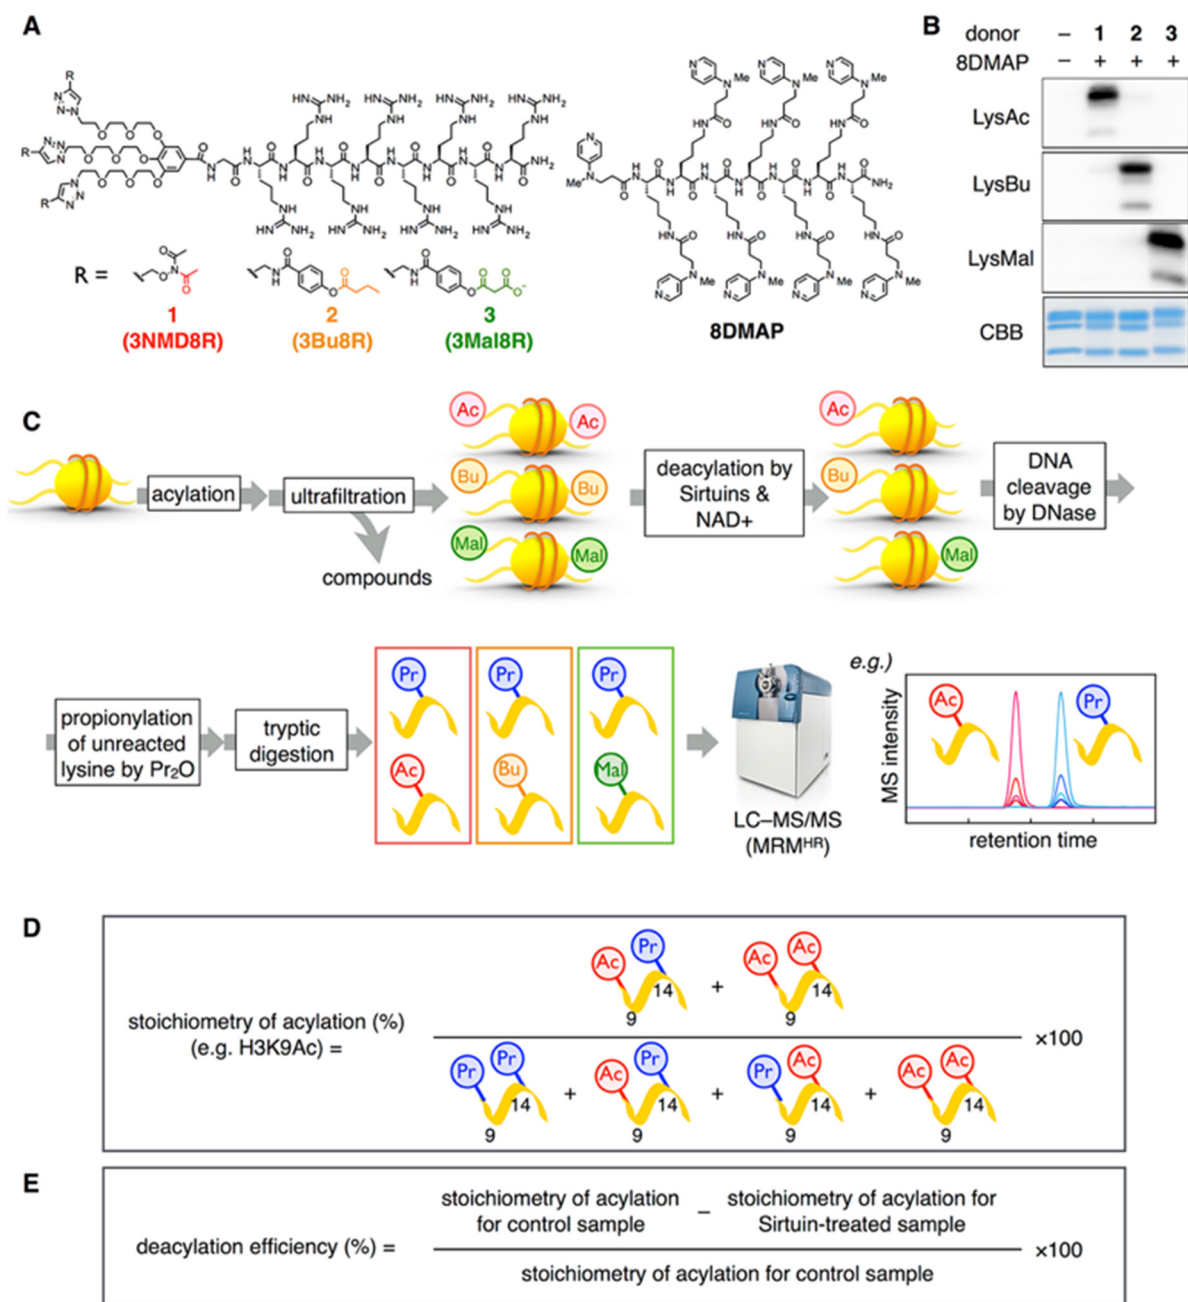 A
R =
1
(3NMD8R)
2
(3Bu8R)
3
(3Mal8R)
8DMAP
B
donor – 1 2 3
8DMAP – + + +
LysAc
LysBu
LysMal
CBB
C
acylation
ultrafiltration
compounds
Ac
Ac
Bu
Bu
Mal
Mal
deacylation by
Sirtuins &
NAD+
Ac
Bu
Mal
DNA
cleavage
by DNase
propionylation
of unreacted
lysine by Pr₂O
tryptic
digestion
Pr Pr Pr
Ac Bu Mal
LC–MS/MS
(MRMᴴᴿ)
e.g.)
MS intensity
Ac Pr
retention time
D
stoichiometry of acylation (%)
(e.g. H3K9Ac) =
Ac Pr 14 9 + Ac Ac 14 9
Pr Pr 14 9 + Ac Pr 14 9 + Pr Ac 14 9 + Ac Ac 14 9
×100
E
deacylation efficiency (%) =
stoichiometry of acylation
for control sample
–
stoichiometry of acylation for
Sirtuin-treated sample
stoichiometry of acylation for control sample
×100